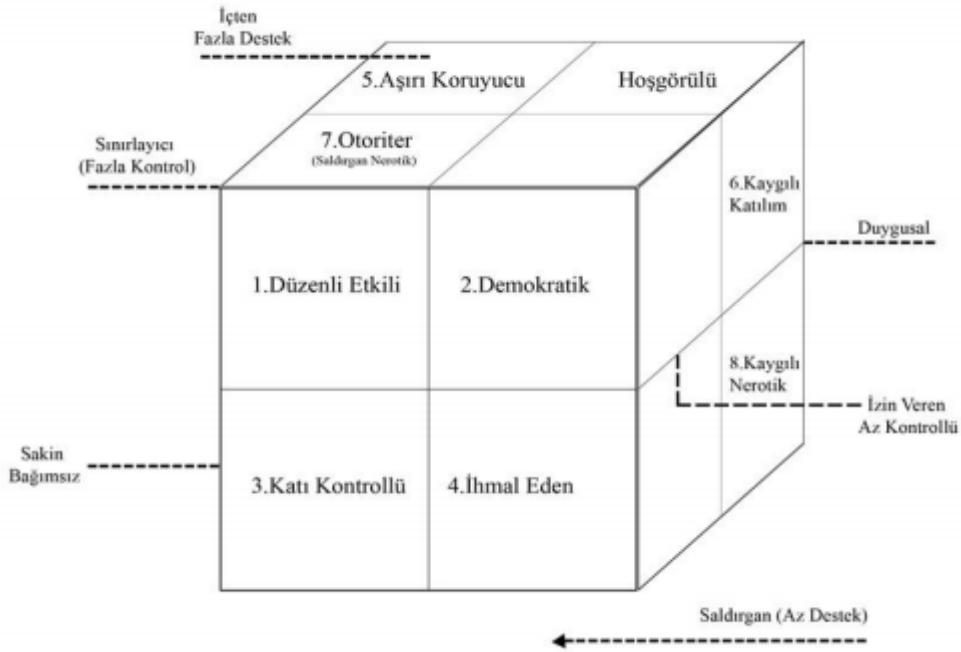 İçten
Fazla Destek
5.Aşırı Koruyucu
Hoşgörülü
7.Otoriter
(Saldırgan Nerotik)
Sınırlayıcı
(Fazla Kontrol)
6.Kaygılı
Katılım
Duygusal
1.Düzenli Etkili
2.Demokratik
8.Kaygılı
Nerotik
İzin Veren
Az Kontrollü
Sakin
Bağımsız
3.Katı Kontrollü
4.İhmal Eden
Saldırgan (Az Destek)